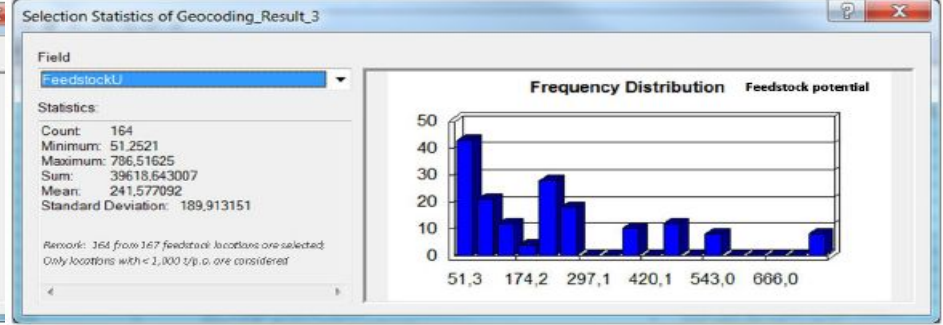 Selection Statistics of Geocoding_Result_3
Field
FeedstockU
Statistics:
Count: 164
Minimum: 51,2521
Maximum: 786,51625
Sum: 39618,643007
Mean: 241,577092
Standard Deviation: 189,913151
Remark: 164 from 167 feedstock locations are selected;
Only locations with < 1,000 t/p.a. are considered
Frequency Distribution Feedstock potential
50
40
30
20
10
0
51,3 174,2 297,1 420,1 543,0 666,0